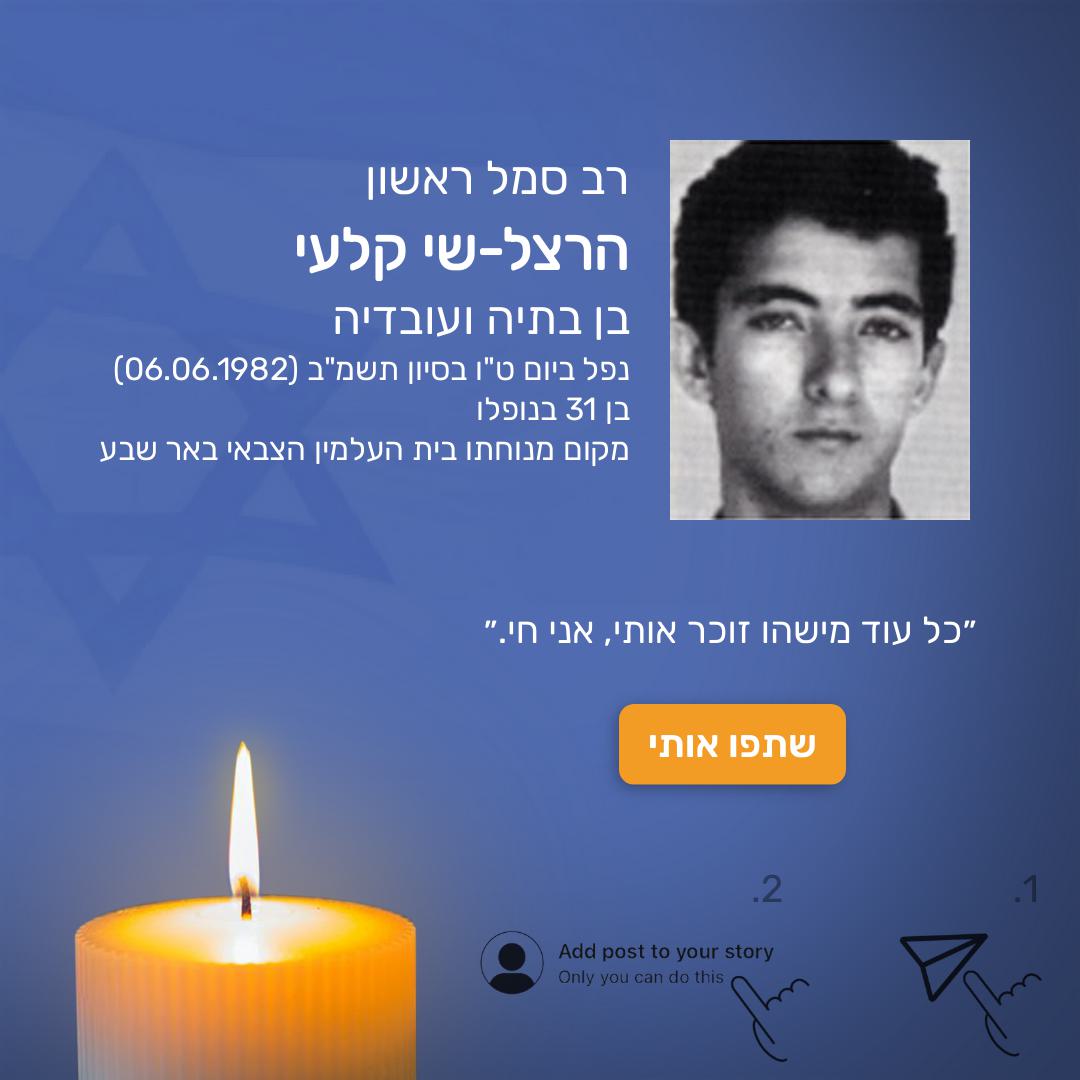 רב סמל ראשון
הרצל-שי קלעי
בן בתיה ועובדיה
נפל ביום ט"ו בסיון תשמ"ב (06.06.1982)
בן 31 בנופלו
מקום מנוחתו בית העלמין הצבאי באר שבע
״כל עוד מישהו זוכר אותי, אני חי.״
שתפו אותי
.1
.2
Add post to your story
Only you can do this